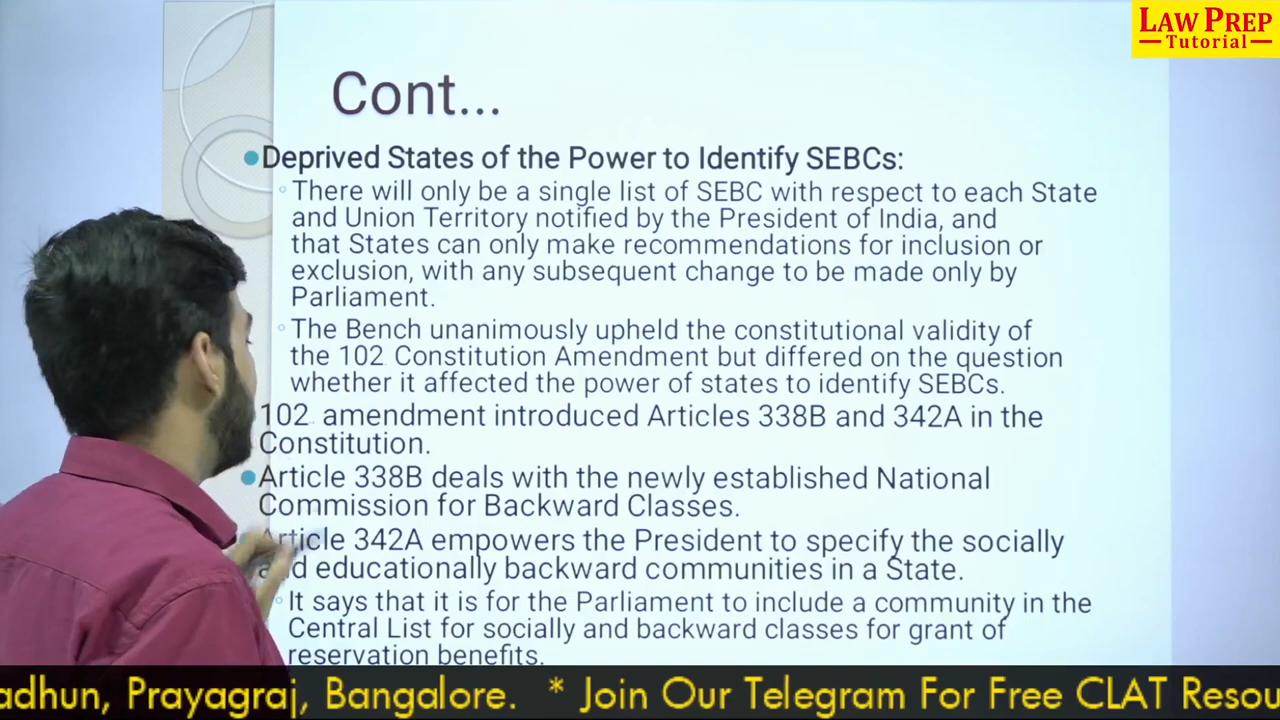 LAW PREP
Tutorial
Cont...
Deprived States of the Power to Identify SEBCs:
There will only be a single list of SEBC with respect to each State
and Union Territory notified by the President of India, and
that States can only make recommendations for inclusion or
exclusion, with any subsequent change to be made only by
Parliament.
The Bench unanimously upheld the constitutional validity of
the 102 Constitution Amendment but differed on the question
whether it affected the power of states to identify SEBCs.
102 amendment introduced Articles 338B and 342A in the
Constitution.
Article 338B deals with the newly established National
Commission for Backward Classes.
Article 342A empowers the President to specify the socially
and educationally backward communities in a State.
It says that it is for the Parliament to include a community in the
Central List for socially and backward classes for grant of
reservation benefits.
adhun, Prayagraj, Bangalore. * Join Our Telegram For Free CLAT Resou